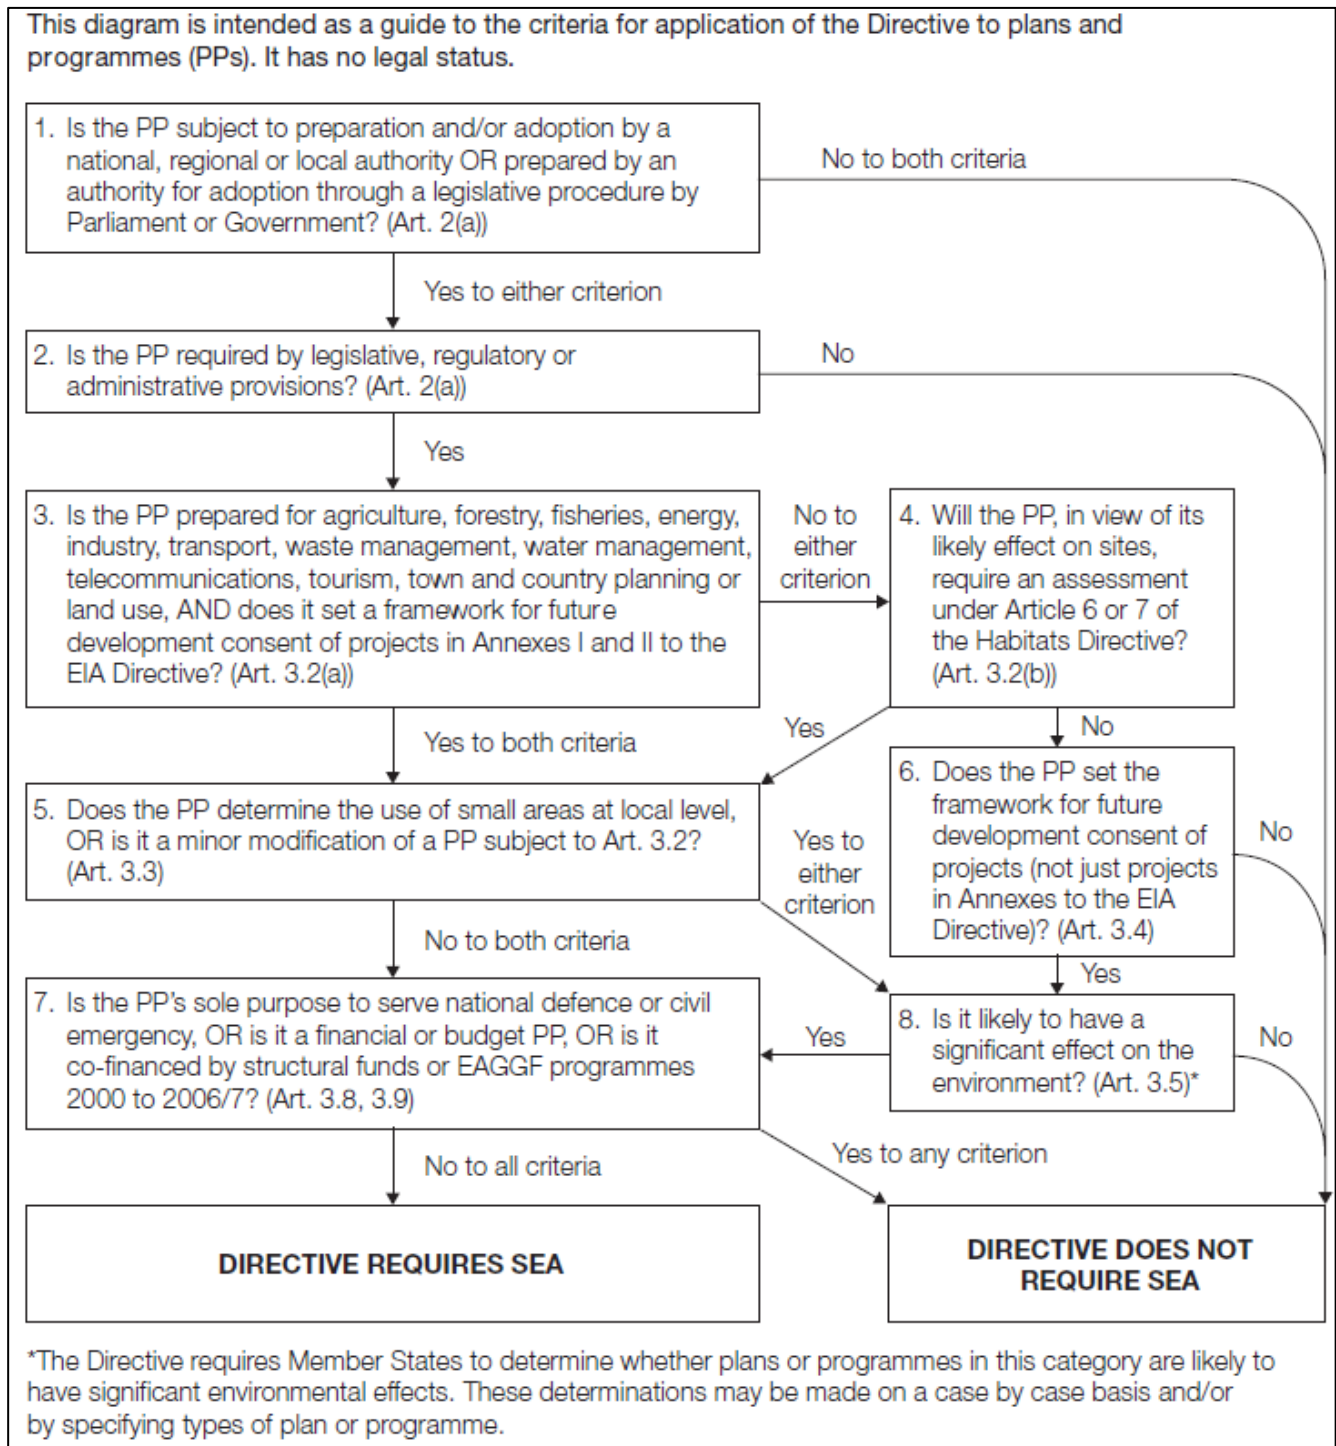 This diagram is intended as a guide to the criteria for application of the Directive to plans and
programmes (PPs). It has no legal status.
1. Is the PP subject to preparation and/or adoption by a
national, regional or local authority OR prepared by an
authority for adoption through a legislative procedure by
Parliament or Government? (Art. 2(a))
No to both criteria
Yes to either criterion
2. Is the PP required by legislative, regulatory or
administrative provisions? (Art. 2(a))
No
Yes
3. Is the PP prepared for agriculture, forestry, fisheries, energy,
industry, transport, waste management, water management,
telecommunications, tourism, town and country planning or
land use, AND does it set a framework for future
development consent of projects in Annexes I and II to the
EIA Directive? (Art. 3.2(a))
No to
either
criterion
4. Will the PP, in view of its
likely effect on sites,
require an assessment
under Article 6 or 7 of
the Habitats Directive?
(Art. 3.2(b))
Yes to both criteria
Yes
No
5. Does the PP determine the use of small areas at local level,
OR is it a minor modification of a PP subject to Art. 3.2?
(Art. 3.3)
Yes to
either
criterion
6. Does the PP set the
framework for future
development consent of
projects (not just projects
in Annexes to the EIA
Directive)? (Art. 3.4)
No
No to both criteria
Yes
7. Is the PP's sole purpose to serve national defence or civil
emergency, OR is it a financial or budget PP, OR is it
co-financed by structural funds or EAGGF programmes
2000 to 2006/7? (Art. 3.8, 3.9)
Yes
8. Is it likely to have a
significant effect on the
environment? (Art. 3.5)*
No
No to all criteria
Yes to any criterion
DIRECTIVE REQUIRES SEA
DIRECTIVE DOES NOT
REQUIRE SEA
*The Directive requires Member States to determine whether plans or programmes in this category are likely to
have significant environmental effects. These determinations may be made on a case by case basis and/or
by specifying types of plan or programme.